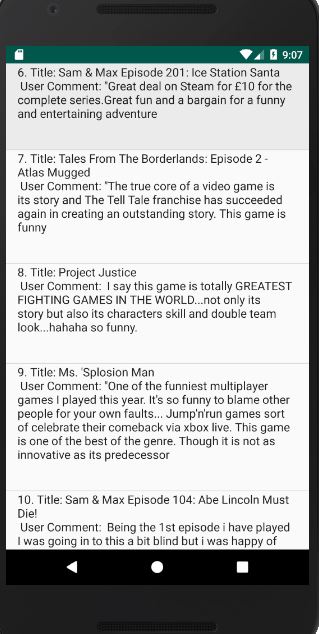 9:07
6. Title: Sam & Max Episode 201: Ice Station Santa
User Comment: "Great deal on Steam for £10 for the
complete series.Great fun and a bargain for a funny
and entertaining adventure
7. Title: Tales From The Borderlands: Episode 2 -
Atlas Mugged
User Comment: "The true core of a video game is
its story and The Tell Tale franchise has succeeded
again in creating an outstanding story. This game is
funny
8. Title: Project Justice
User Comment:  I say this game is totally GREATEST
FIGHTING GAMES IN THE WORLD...not only its
story but also its characters skill and double team
look...hahaha so funny.
9. Title: Ms. 'Splosion Man
User Comment: "One of the funniest multiplayer
games I played this year. It's so funny to blame other
people for your own faults... Jump'n'run games sort
of celebrate their comeback via xbox live. This game
is one of the best of the genre. Though it is not as
innovative as its predecessor
10. Title: Sam & Max Episode 104: Abe Lincoln Must
Die!
User Comment:  Being the 1st episode i have played
I was going in to this a bit blind but i was happy of